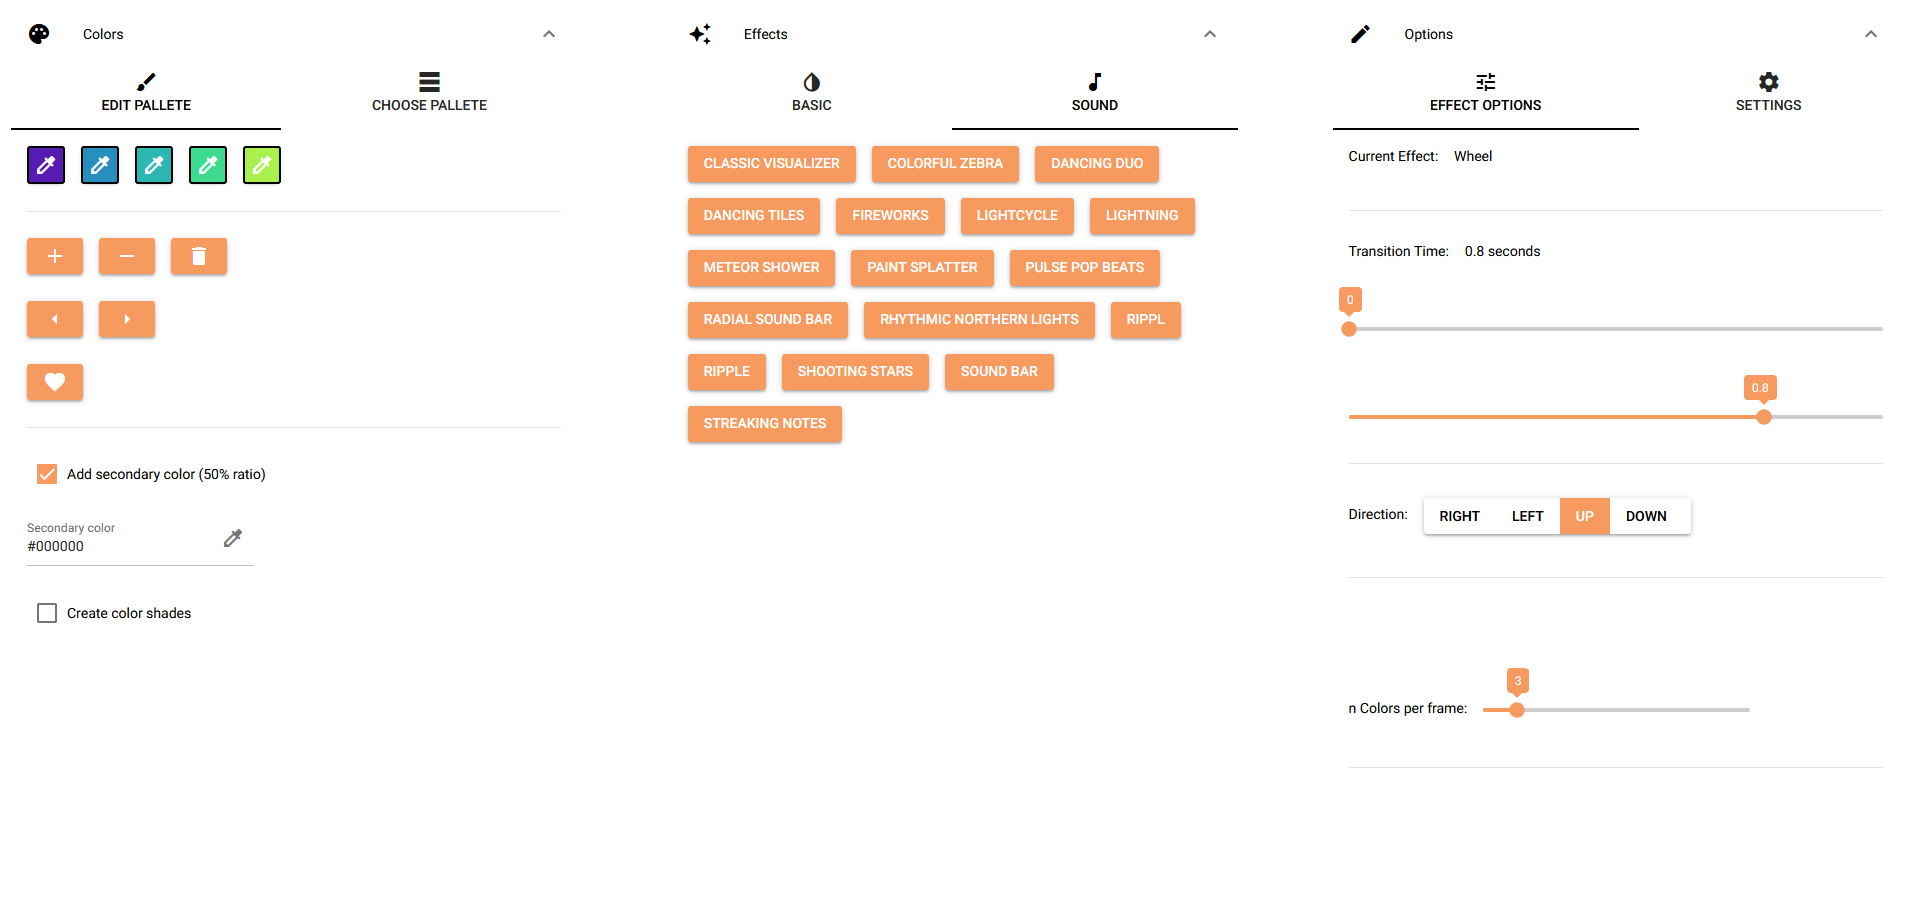 Colors
EDIT PALLETE
CHOOSE PALLETE
Add secondary color (50% ratio)
Secondary color
#000000
Create color shades
Effects
BASIC
SOUND
CLASSIC VISUALIZER
COLORFUL ZEBRA
DANCING DUO
DANCING TILES
FIREWORKS
LIGHTCYCLE
LIGHTNING
METEOR SHOWER
PAINT SPLATTER
PULSE POP BEATS
RADIAL SOUND BAR
RHYTHMIC NORTHERN LIGHTS
RIPPL
RIPPLE
SHOOTING STARS
SOUND BAR
STREAKING NOTES
Options
EFFECT OPTIONS
SETTINGS
Current Effect: Wheel
Transition Time: 0.8 seconds
0
0.8
Direction: RIGHT LEFT UP DOWN
3
n Colors per frame: